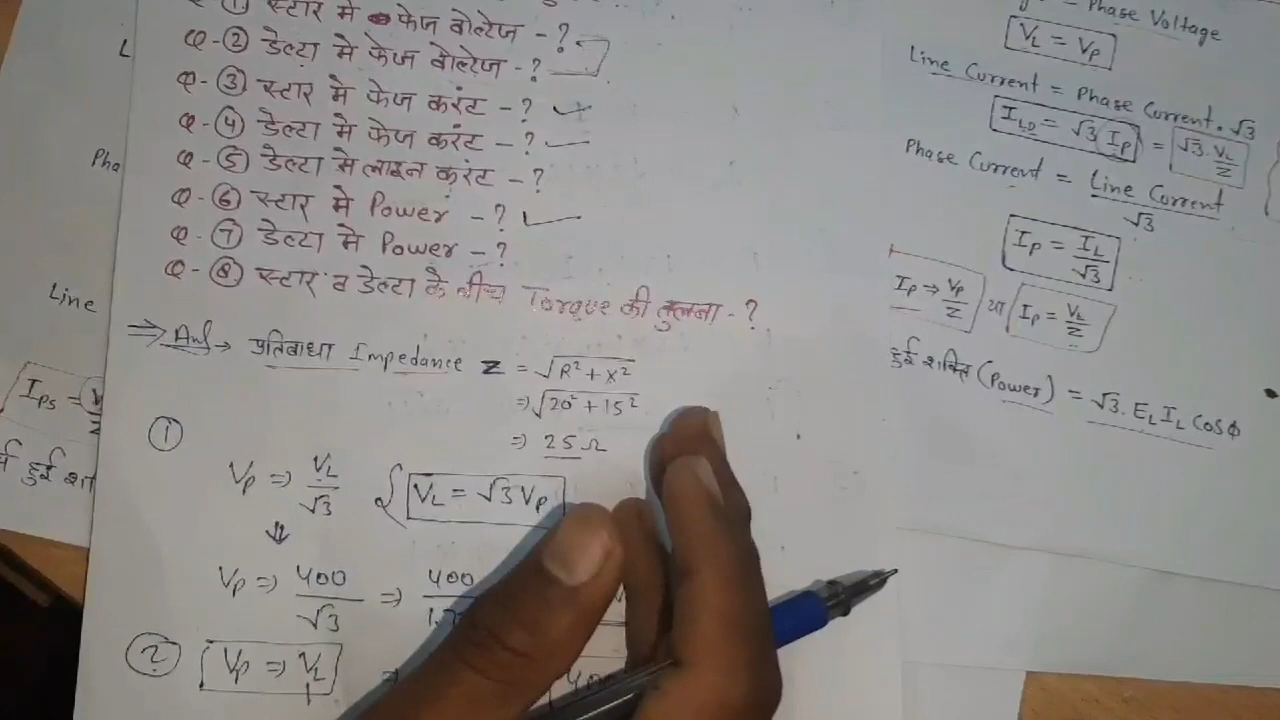 स्टार मे फेज वोल्टेज - ?
Q - ② डेल्टा मे फेज वोल्टेज - ?
Q - ③ स्टार मे फेज करंट - ? ✓
Q - ④ डेल्टा मे फेज करंट - ?
Q - ⑤ डेल्टा मे लाइन करंट - ?
Q - ⑥ स्टार मे Power - ? ✓
Q - ⑦ डेल्टा मे Power - ?
Q - ⑧ स्टार व डेल्टा के बीच Torque की तुलना - ?
⇒ Ans → प्रतिबाधा Impedance Z = √R² + X²
⇒ √20² + 15²
⇒ 25 Ω
①
Vp ⇒ VL/√3 { VL = √3 Vp
⇓
Vp ⇒ 400/√3 ⇒ 400
② Vp ⇒ VL ⇒ 400
L
Pha
Line
IPs =
हुई शा
Phase Voltage
VL = Vp
Line Current = Phase Current . √3
ILD = √3 Ip = √3 . VL/Z
Phase Current = Line Current/√3
Ip = IL/√3
Ip → Vp/Z या Ip = VL/Z
हुई शक्ति (Power) = √3 . EL IL Cos ϕ